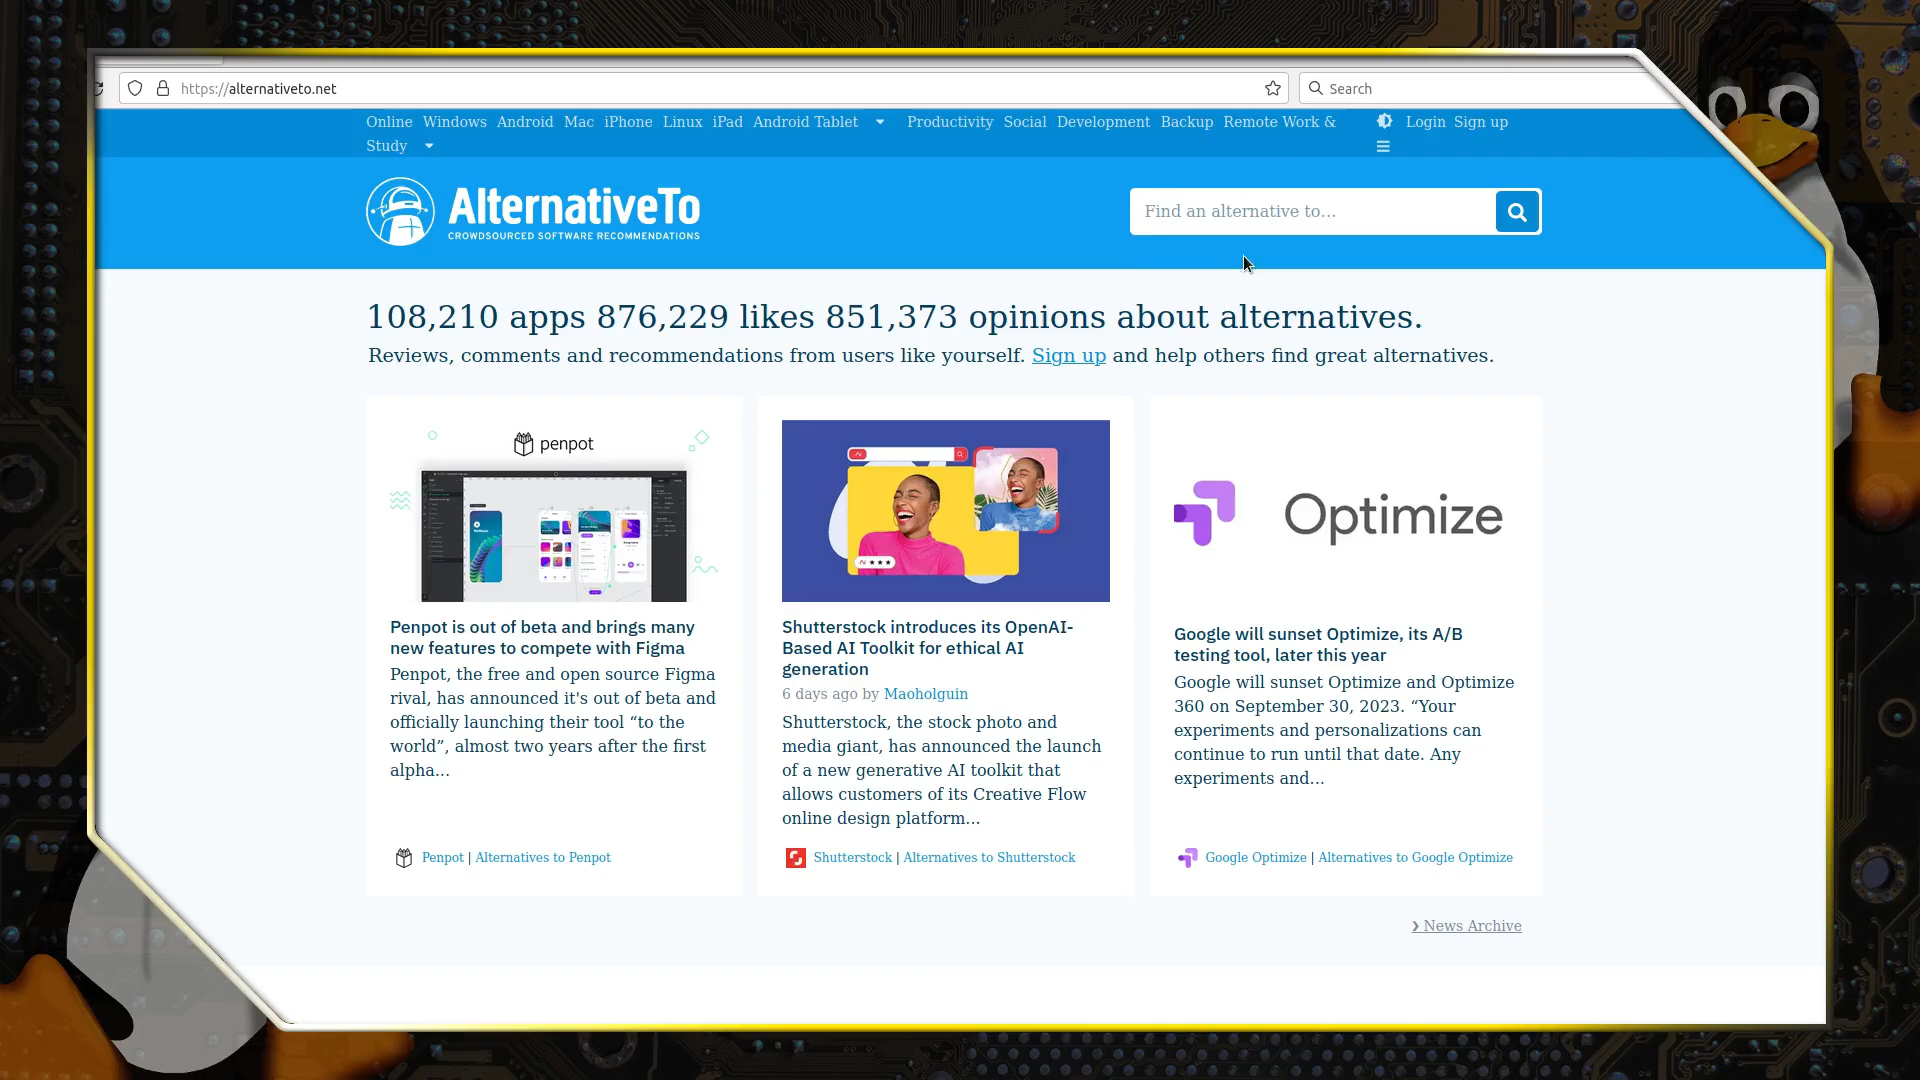 https://alternativeto.net
Search
Online Windows Android Mac iPhone Linux iPad Android Tablet Productivity Social Development Backup Remote Work &
Study
Login Sign up
AlternativeTo
CROWDSOURCED SOFTWARE RECOMMENDATIONS
Find an alternative to...
108,210 apps 876,229 likes 851,373 opinions about alternatives.
Reviews, comments and recommendations from users like yourself. Sign up and help others find great alternatives.
penpot
Penpot is out of beta and brings many
new features to compete with Figma
Penpot, the free and open source Figma
rival, has announced it's out of beta and
officially launching their tool “to the
world”, almost two years after the first
alpha...
Penpot | Alternatives to Penpot
Shutterstock introduces its OpenAI-
Based AI Toolkit for ethical AI
generation
6 days ago by Maoholguin
Shutterstock, the stock photo and
media giant, has announced the launch
of a new generative AI toolkit that
allows customers of its Creative Flow
online design platform...
Shutterstock | Alternatives to Shutterstock
Optimize
Google will sunset Optimize, its A/B
testing tool, later this year
Google will sunset Optimize and Optimize
360 on September 30, 2023. “Your
experiments and personalizations can
continue to run until that date. Any
experiments and...
Google Optimize | Alternatives to Google Optimize
❯ News Archive